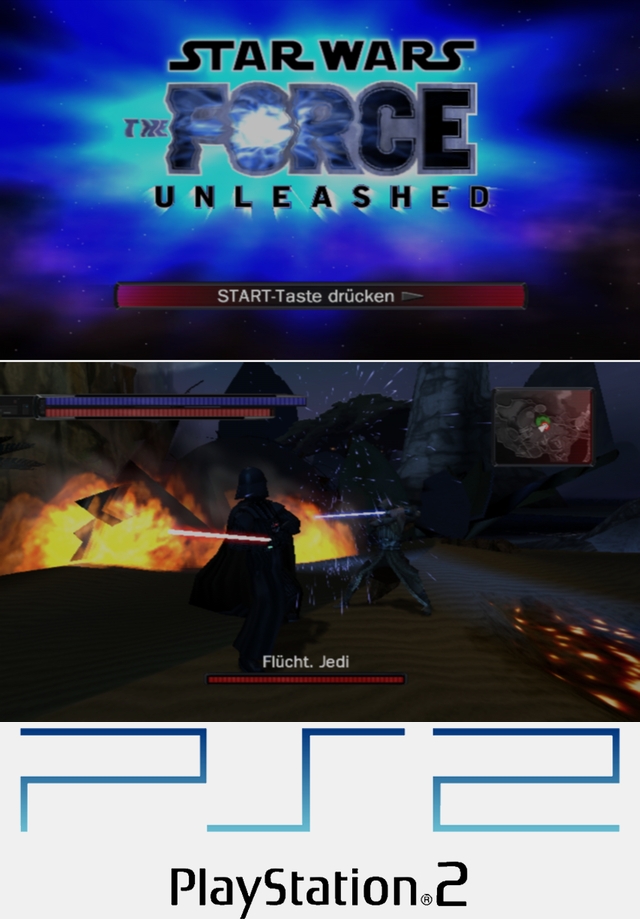 STAR WARS
THE FORCE
UNLEASHED
START-Taste drücken
Flücht. Jedi
PS2
PlayStation®2